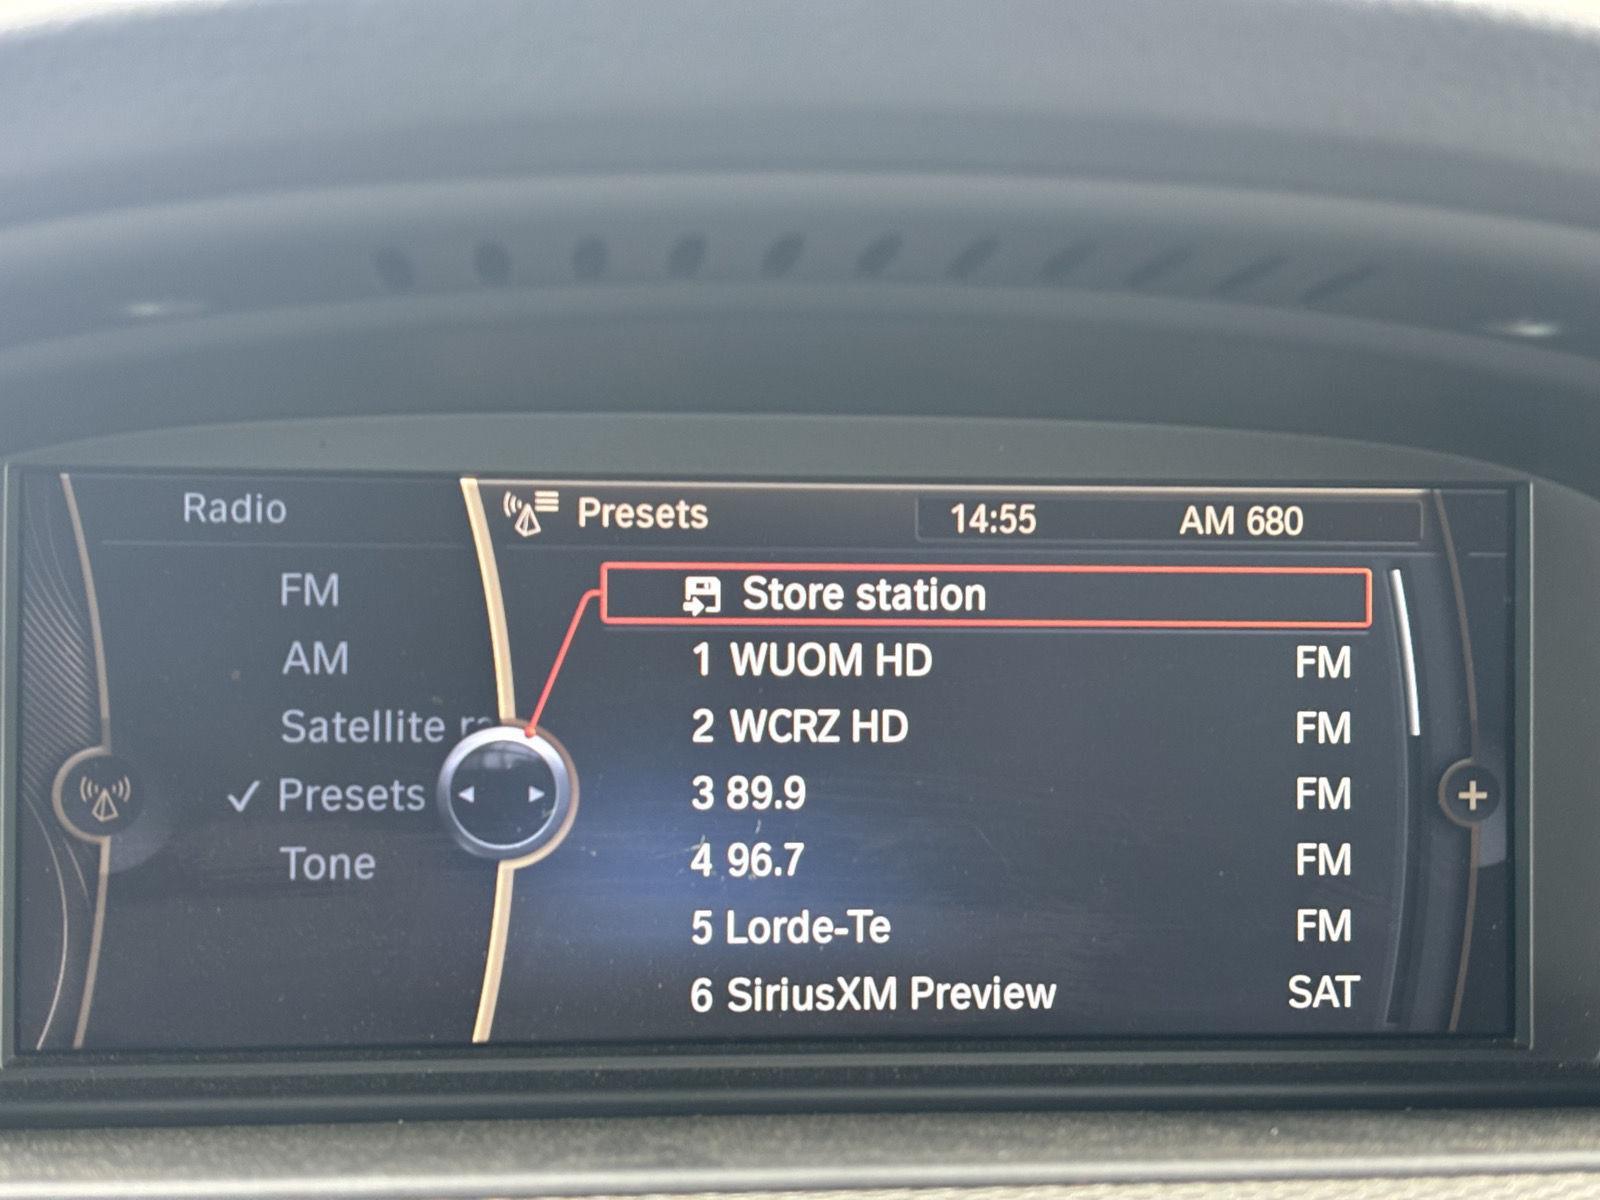 Radio
FM
AM
Satellite
Presets
Tone
Presets 14:55 AM 680
Store station
1 WUOM HD FM
2 WCRZ HD FM
3 89.9 FM
4 96.7 FM
5 Lorde-Te FM
6 SiriusXM Preview SAT